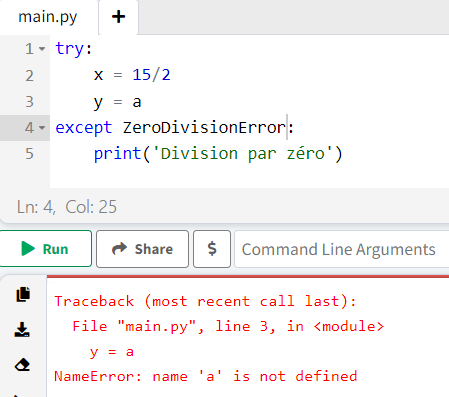 main.py +
1 try:
2     x = 15/2
3     y = a
4 except ZeroDivisionError:
5     print('Division par zéro')
Ln: 4, Col: 25
Run Share $ Command Line Arguments
Traceback (most recent call last):
  File "main.py", line 3, in <module>
    y = a
NameError: name 'a' is not defined